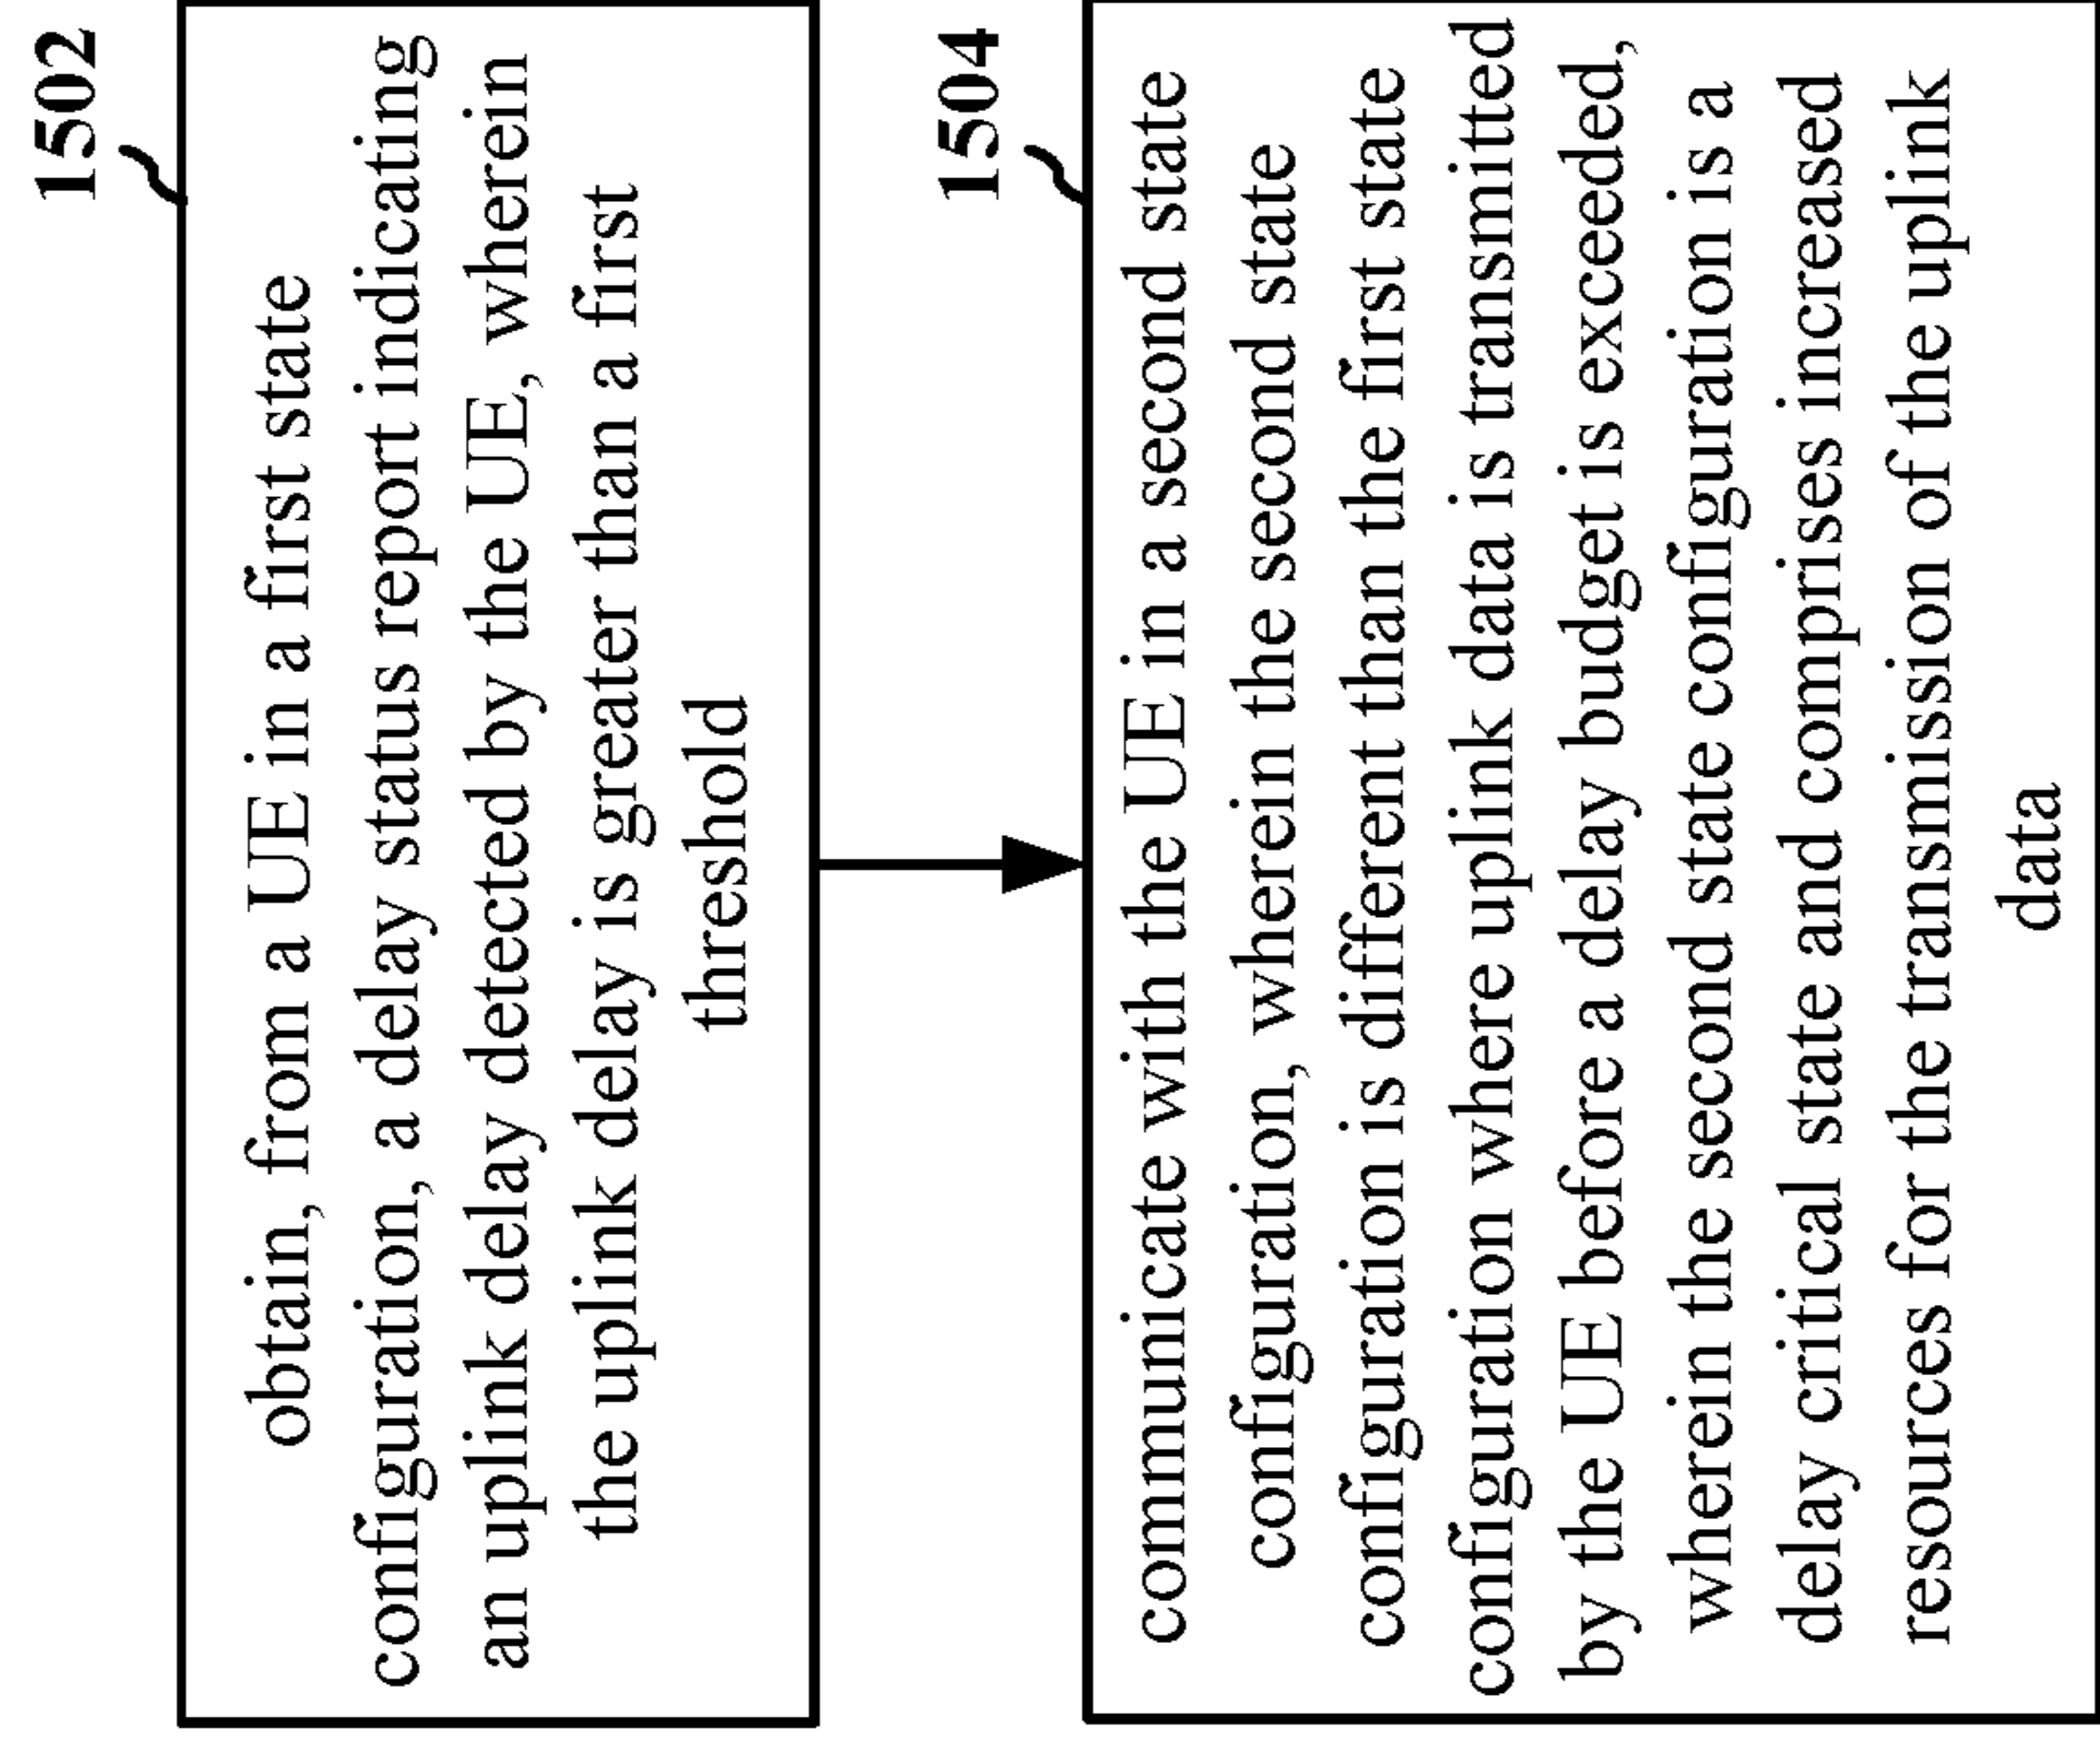 1502
obtain, from a UE in a first state
configuration, a delay status report indicating
an uplink delay detected by the UE, wherein
the uplink delay is greater than a first
threshold
1504
communicate with the UE in a second state
configuration, wherein the second state
configuration is different than the first state
configuration where uplink data is transmitted
by the UE before a delay budget is exceeded,
wherein the second state configuration is a
delay critical state and comprises increased
resources for the transmission of the uplink
data